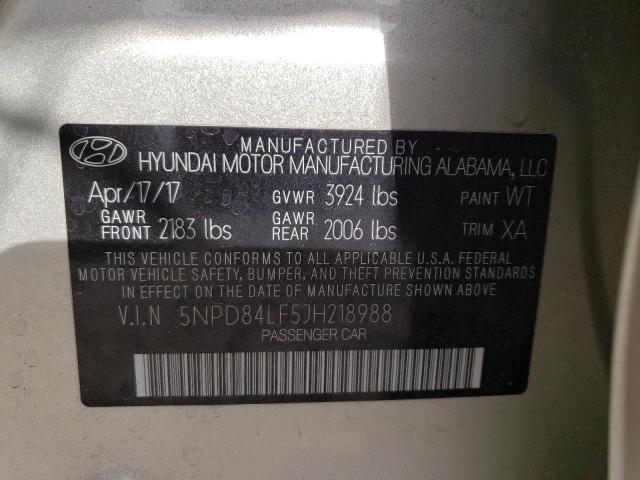 MANUFACTURED BY
HYUNDAI MOTOR MANUFACTURING ALABAMA, LLC
Apr/17/17 GVWR 3924 lbs PAINT WT
GAWR FRONT 2183 lbs GAWR REAR 2006 lbs TRIM XA
THIS VEHICLE CONFORMS TO ALL APPLICABLE U.S.A. FEDERAL
MOTOR VEHICLE SAFETY, BUMPER, AND THEFT PREVENTION STANDARDS
IN EFFECT ON THE DATE OF MANUFACTURE SHOWN ABOVE.
V.I.N 5NPD84LF5JH218988
PASSENGER CAR